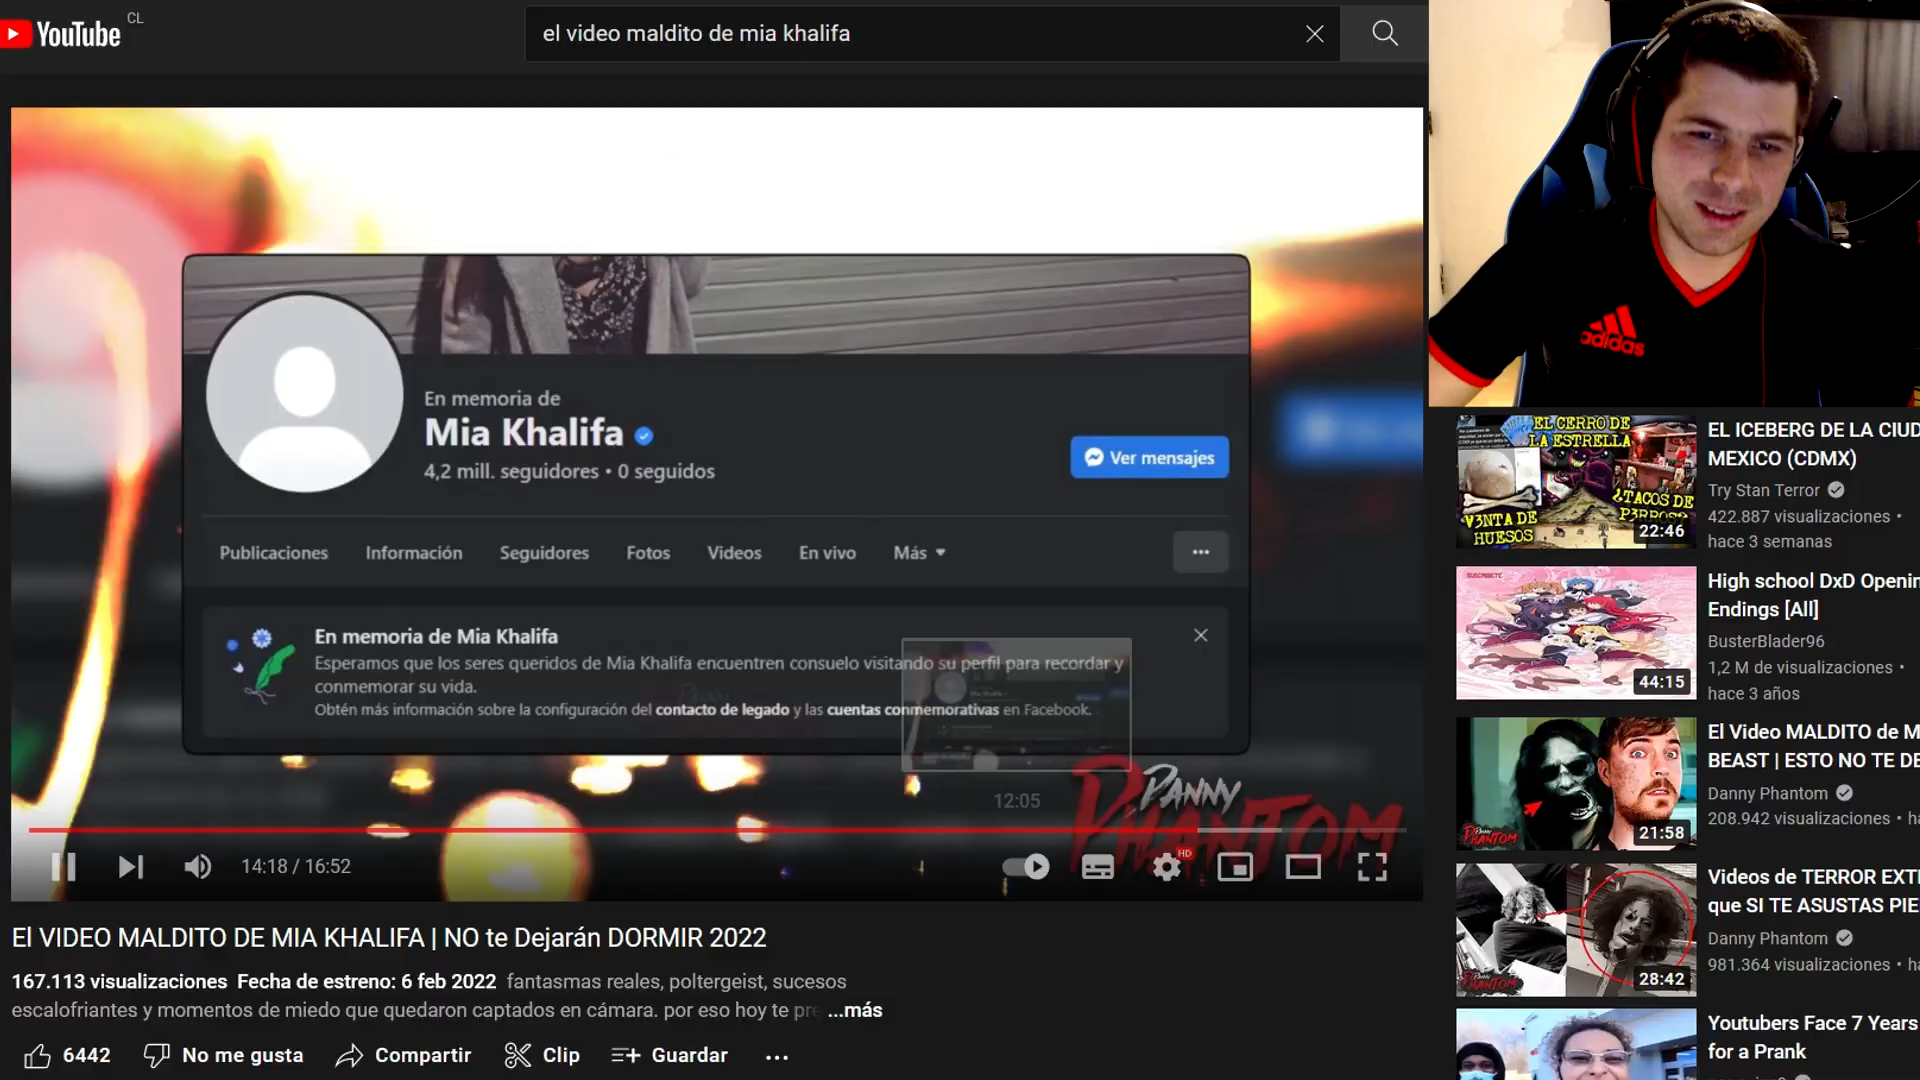 YouTube CL
el video maldito de mia khalifa
En memoria de
Mia Khalifa
4,2 mill. seguidores • 0 seguidos
Ver mensajes
Publicaciones Información Seguidores Fotos Videos En vivo Más
En memoria de Mia Khalifa
Esperamos que los seres queridos de Mia Khalifa encuentren consuelo visitando su perfil para recordar y
conmemorar su vida.
Obtén más información sobre la configuración del contacto de legado y las cuentas conmemorativas en Facebook.
12:05
DANNY
PHANTOM
14:18 / 16:52
HD
El VIDEO MALDITO DE MIA KHALIFA | NO te Dejarán DORMIR 2022
167.113 visualizaciones Fecha de estreno: 6 feb 2022 fantasmas reales, poltergeist, sucesos
escalofriantes y momentos de miedo que quedaron captados en cámara. por eso hoy te pre ...más
6442 No me gusta Compartir Clip Guardar ...
adidas
EL CERRO DE
LA ESTRELLA
¿TACOS DE
P3RROS?
V3NTA DE
HUESOS
22:46
EL ICEBERG DE LA CIUD
MEXICO (CDMX)
Try Stan Terror
422.887 visualizaciones •
hace 3 semanas
SUSCRIBETE
44:15
High school DxD Openin
Endings [All]
BusterBlader96
1,2 M de visualizaciones •
hace 3 años
DANNY
PHANTOM
21:58
El Video MALDITO de M
BEAST | ESTO NO TE DE
Danny Phantom
208.942 visualizaciones • ha
DANNY
PHANTOM
28:42
Videos de TERROR EXT
que SI TE ASUSTAS PIE
Danny Phantom
981.364 visualizaciones • ha
Youtubers Face 7 Years
for a Prank